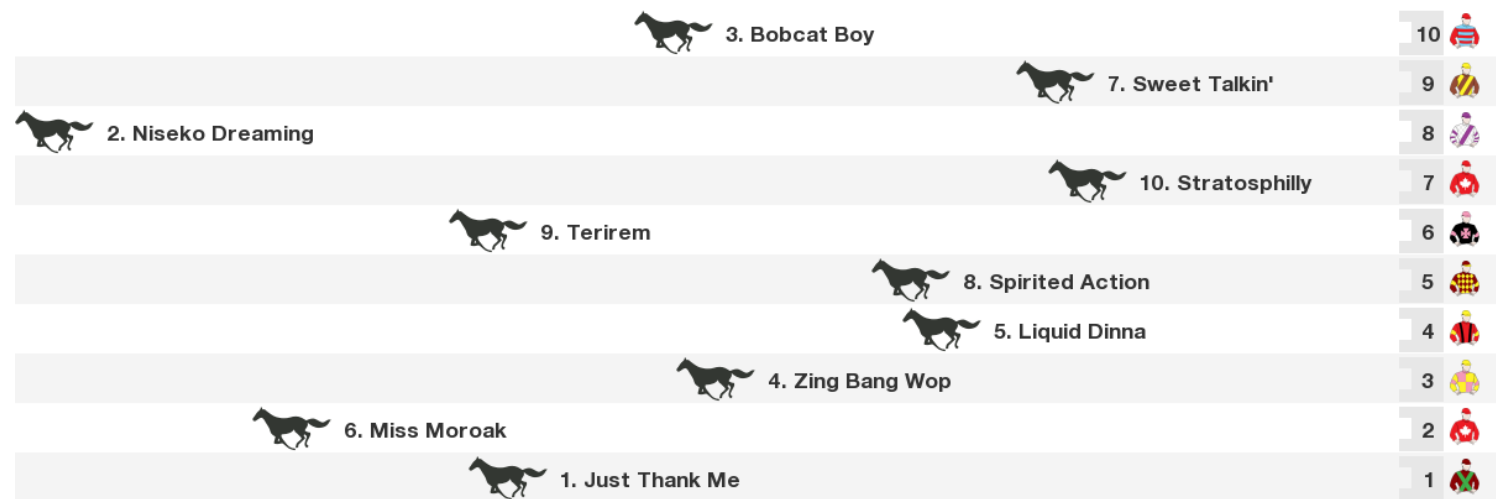 3. Bobcat Boy 10
7. Sweet Talkin' 9
2. Niseko Dreaming 8
10. Stratosphilly 7
9. Terirem 6
8. Spirited Action 5
5. Liquid Dinna 4
4. Zing Bang Wop 3
6. Miss Moroak 2
1. Just Thank Me 1